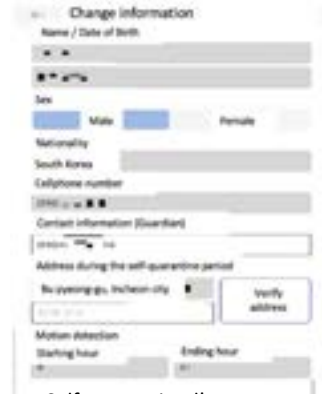 Change information
Name / Date of Birth
Sex
Male Female
Nationality
South Korea
Cellphone number
Contact information (Guardian)
Address during the self-quarantine period
Bu pyeong-gu, Incheon city
Verify
address
Motion detection
Starting hour Ending hour